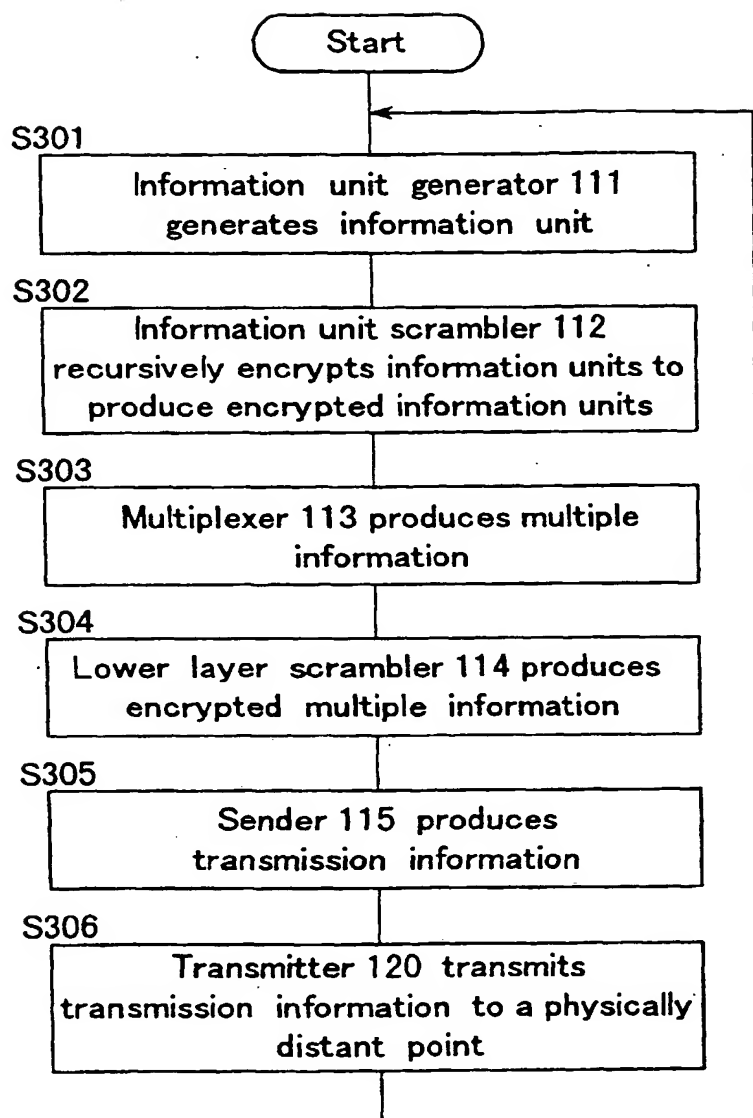 Start
S301
Information unit generator 111
generates information unit
S302
Information unit scrambler 112
recursively encrypts information units to
produce encrypted information units
S303
Multiplexer 113 produces multiple
information
S304
Lower layer scrambler 114 produces
encrypted multiple information
S305
Sender 115 produces
transmission information
S306
Transmitter 120 transmits
transmission information to a physically
distant point